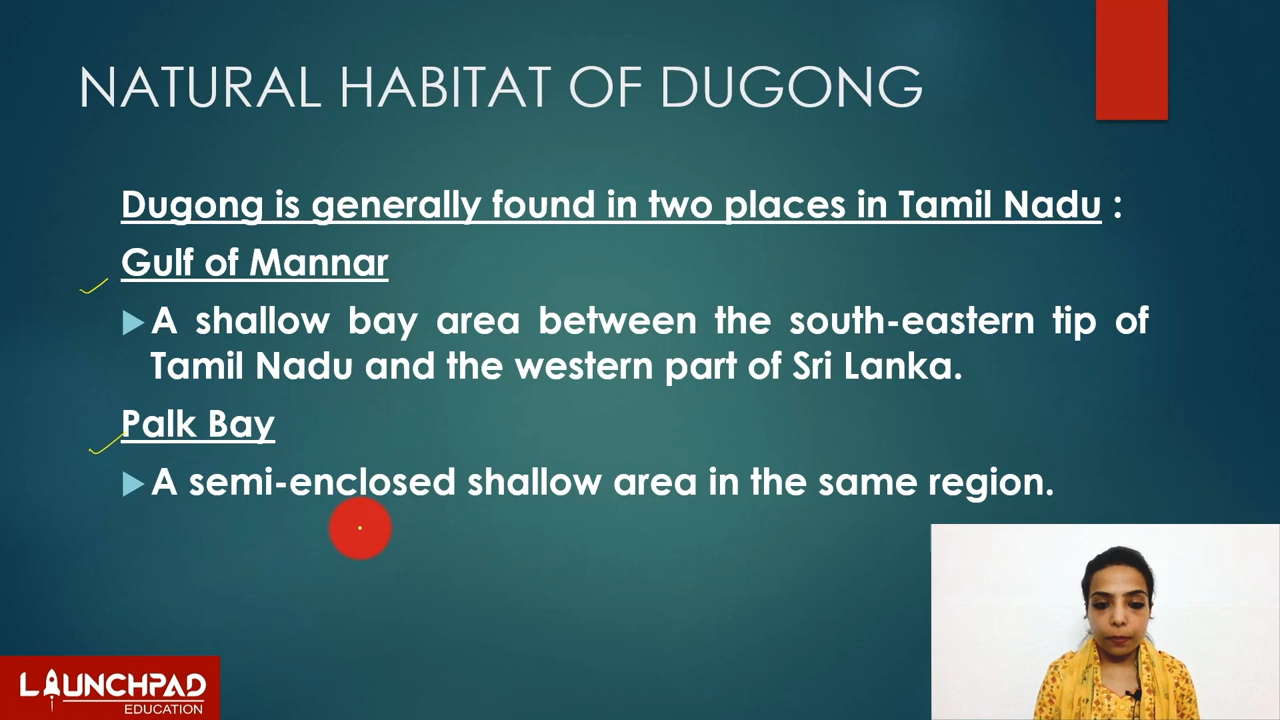 NATURAL HABITAT OF DUGONG
Dugong is generally found in two places in Tamil Nadu :
Gulf of Mannar
A shallow bay area between the south-eastern tip of
Tamil Nadu and the western part of Sri Lanka.
Palk Bay
A semi-enclosed shallow area in the same region.
LAUNCHPAD
EDUCATION